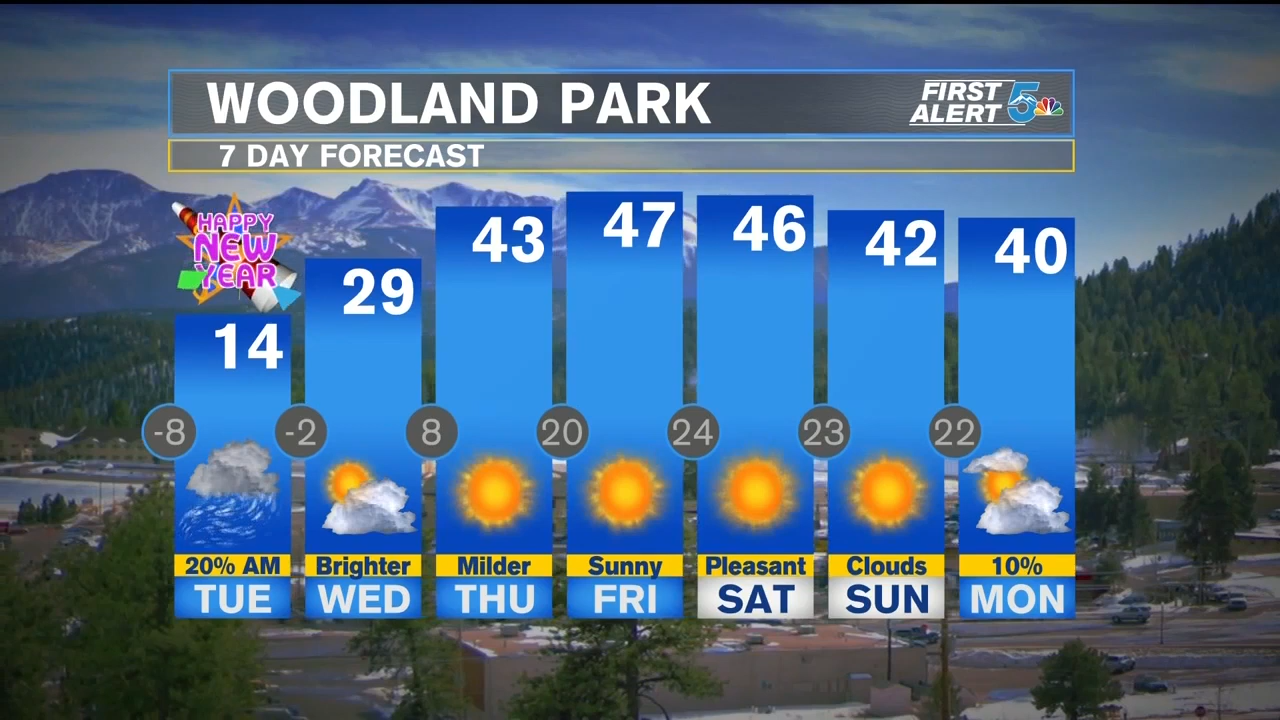 WOODLAND PARK
FIRST
ALERT 5
7 DAY FORECAST
HAPPY
NEW
YEAR
14 29 43 47 46 42 40
-8 -2 8 20 24 23 22
20% AM Brighter Milder Sunny Pleasant Clouds 10%
TUE WED THU FRI SAT SUN MON